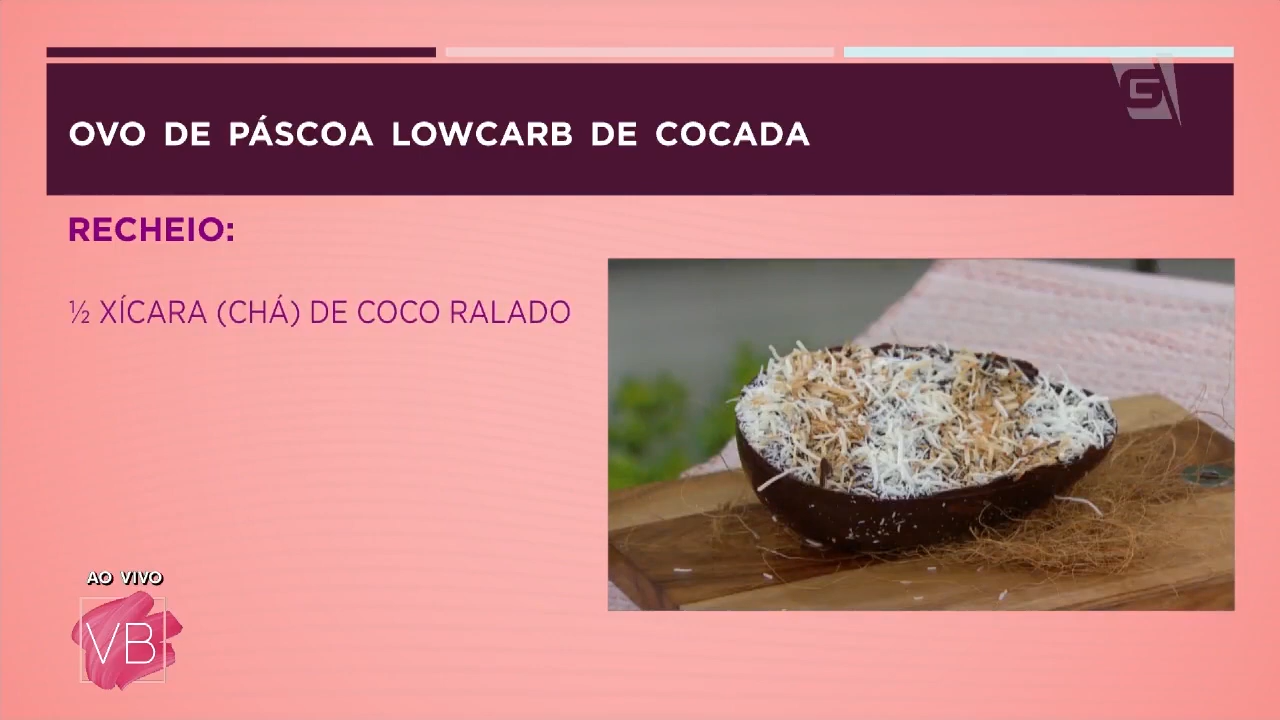 OVO DE PÁSCOA LOWCARB DE COCADA
G
RECHEIO:
½ XÍCARA (CHÁ) DE COCO RALADO
AO VIVO
VB